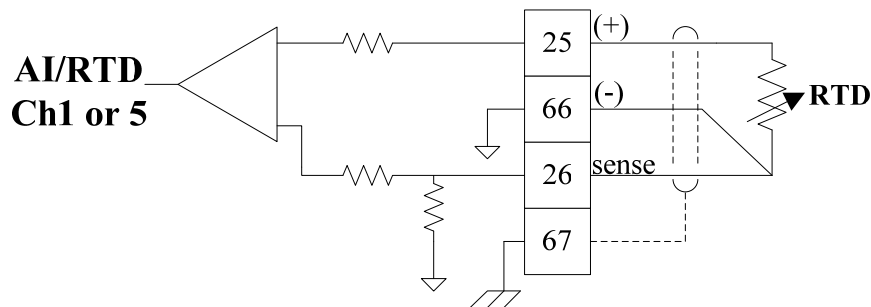 AI/RTD
Ch1 or 5
25 (+)
66 (-)
26 sense
67
RTD